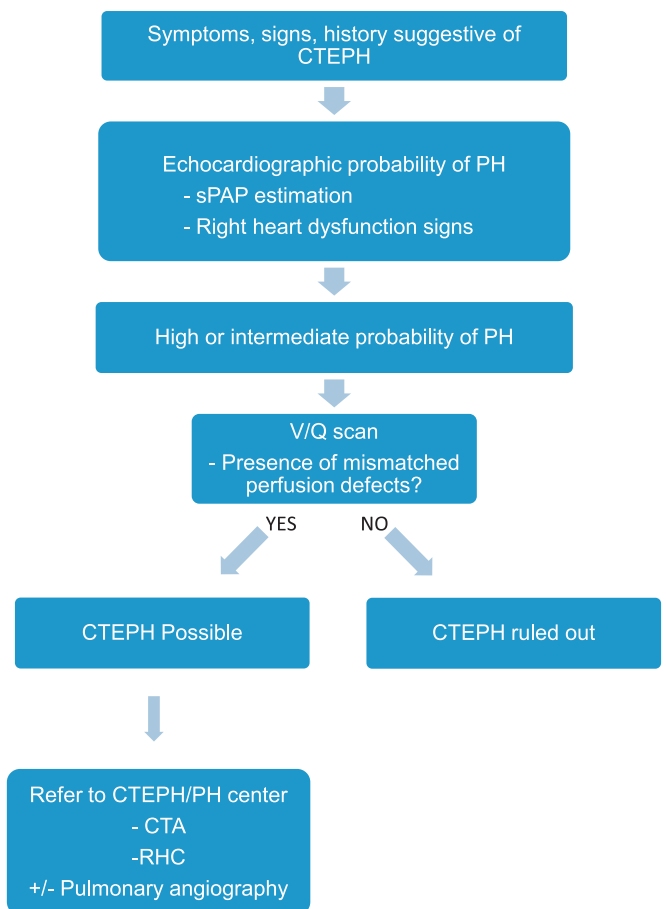 Symptoms, signs, history suggestive of
CTEPH
Echocardiographic probability of PH
- sPAP estimation
- Right heart dysfunction signs
High or intermediate probability of PH
V/Q scan
- Presence of mismatched
perfusion defects?
YES
NO
CTEPH Possible
CTEPH ruled out
Refer to CTEPH/PH center
- CTA
-RHC
+/- Pulmonary angiography